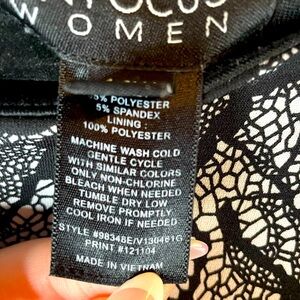 WOMEN
5% POLYESTER
5% SPANDEX
LINING:
100% POLYESTER
MACHINE WASH COLD
GENTLE CYCLE
WITH SIMILAR COLORS
ONLY NON-CHLORINE
BLEACH WHEN NEEDED
TUMBLE DRY LOW
REMOVE PROMPTLY
COOL IRON IF NEEDED
STYLE #98348E/V130481G
PRINT #121104
MADE IN VIETNAM